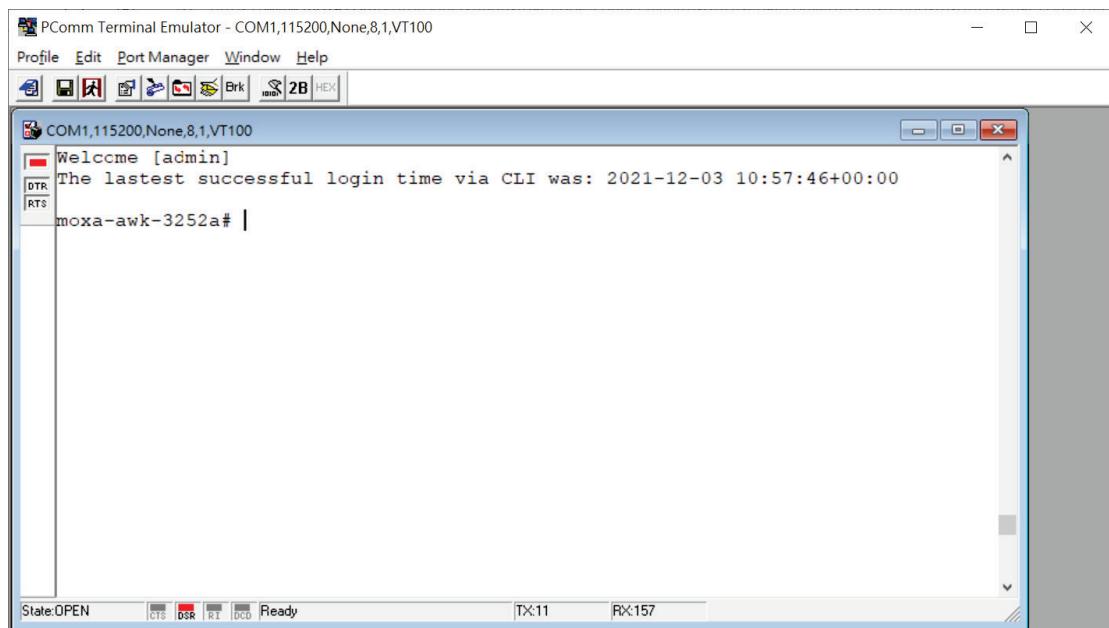 PComm Terminal Emulator - COM1,115200,None,8,1,VT100
Profile Edit Port Manager Window Help
Brk 2B HEX
COM1,115200,None,8,1,VT100
Welccme [admin]
DTR
The lastest successful login time via CLI was: 2021-12-03 10:57:46+00:00
RTS
moxa-awk-3252a#
State:OPEN CTS DSR RI DCD Ready TX:11 RX:157